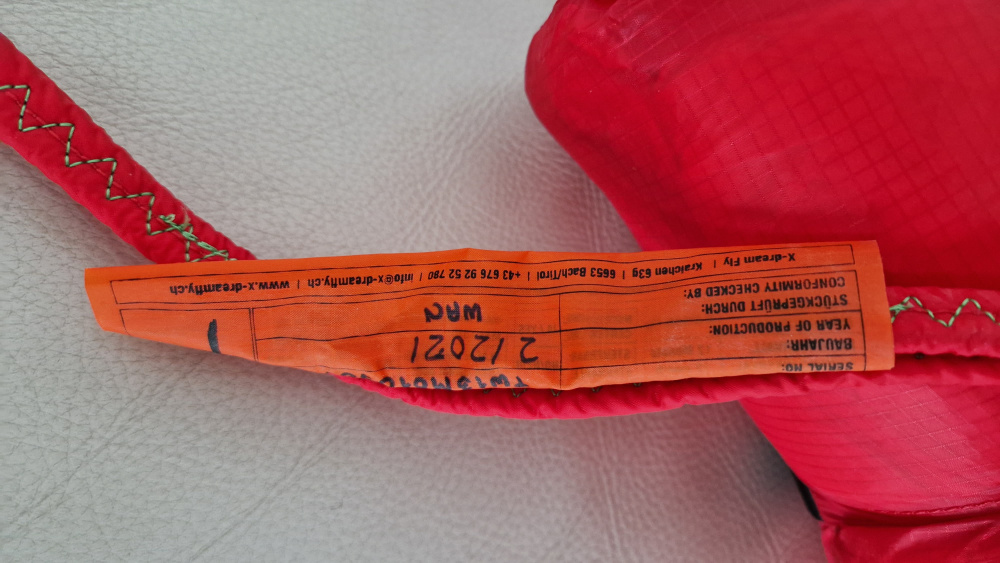 SERIAL NO:
BAUJAHR: 2/2021
YEAR OF PRODUCTION:
STÜCKGEPRÜFT DURCH: WAN
CONFORMITY CHECKED BY:
X-dream Fly | Kraichen 63g | 6653 Bach/Tirol | +43 676 92 52 780 / info@x-dreamfly.ch | www.x-dreamfly.ch